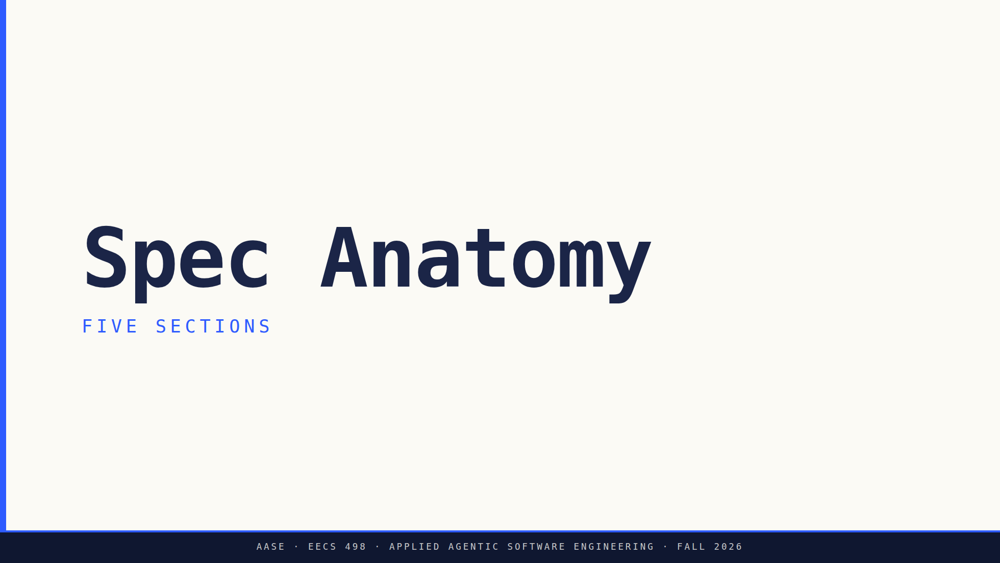 Spec Anatomy
FIVE SECTIONS
AASE · EECS 498 · APPLIED AGENTIC SOFTWARE ENGINEERING · FALL 2026